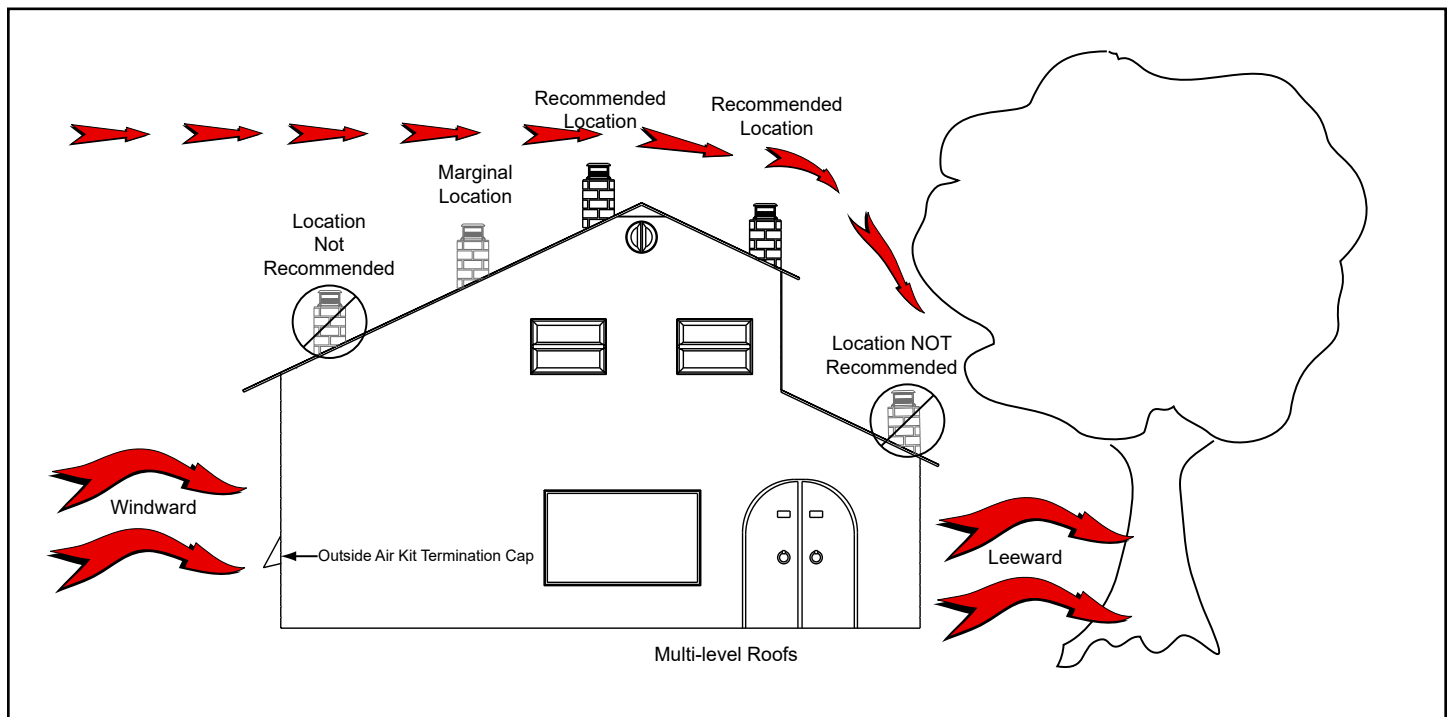 Recommended
Location
Recommended
Location
Marginal
Location
Location
Not
Recommended
Location NOT
Recommended
Windward
Outside Air Kit Termination Cap
Leeward
Multi-level Roofs